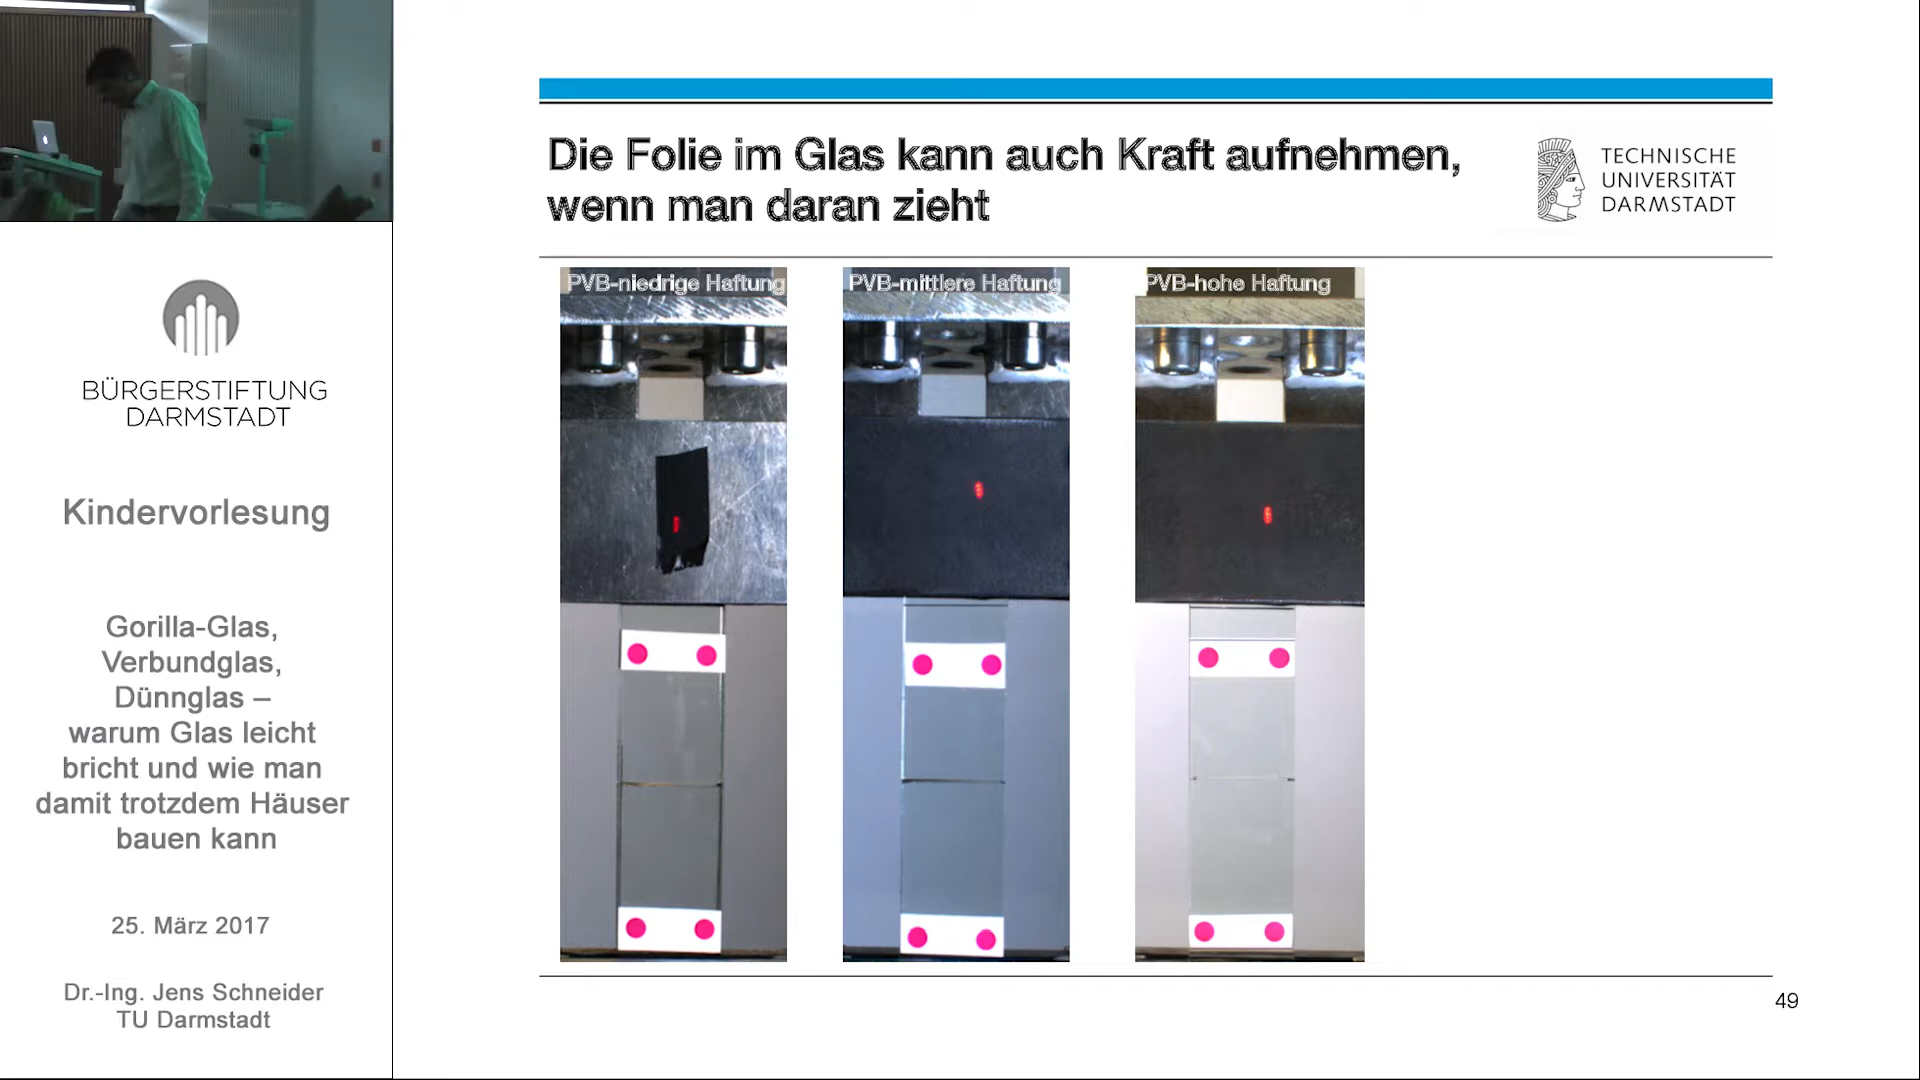 BÜRGERSTIFTUNG
DARMSTADT
Kindervorlesung
Gorilla-Glas,
Verbundglas,
Dünnglas –
warum Glas leicht
bricht und wie man
damit trotzdem Häuser
bauen kann
25. März 2017
Dr.-Ing. Jens Schneider
TU Darmstadt
Die Folie im Glas kann auch Kraft aufnehmen,
wenn man daran zieht
TECHNISCHE
UNIVERSITÄT
DARMSTADT
PVB-niedrige Haftung
PVB-mittlere Haftung
PVB-hohe Haftung
49